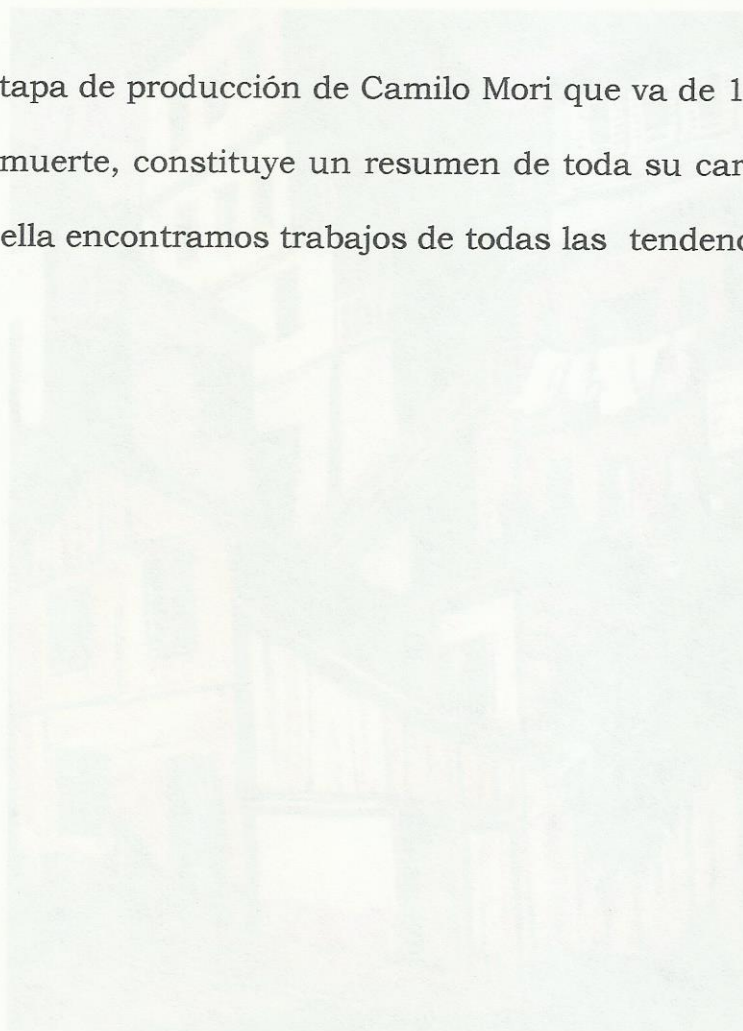 tapa de producción de Camilo Mori que va de 1
muerte, constituye un resumen de toda su car
ella encontramos trabajos de todas las tendenc